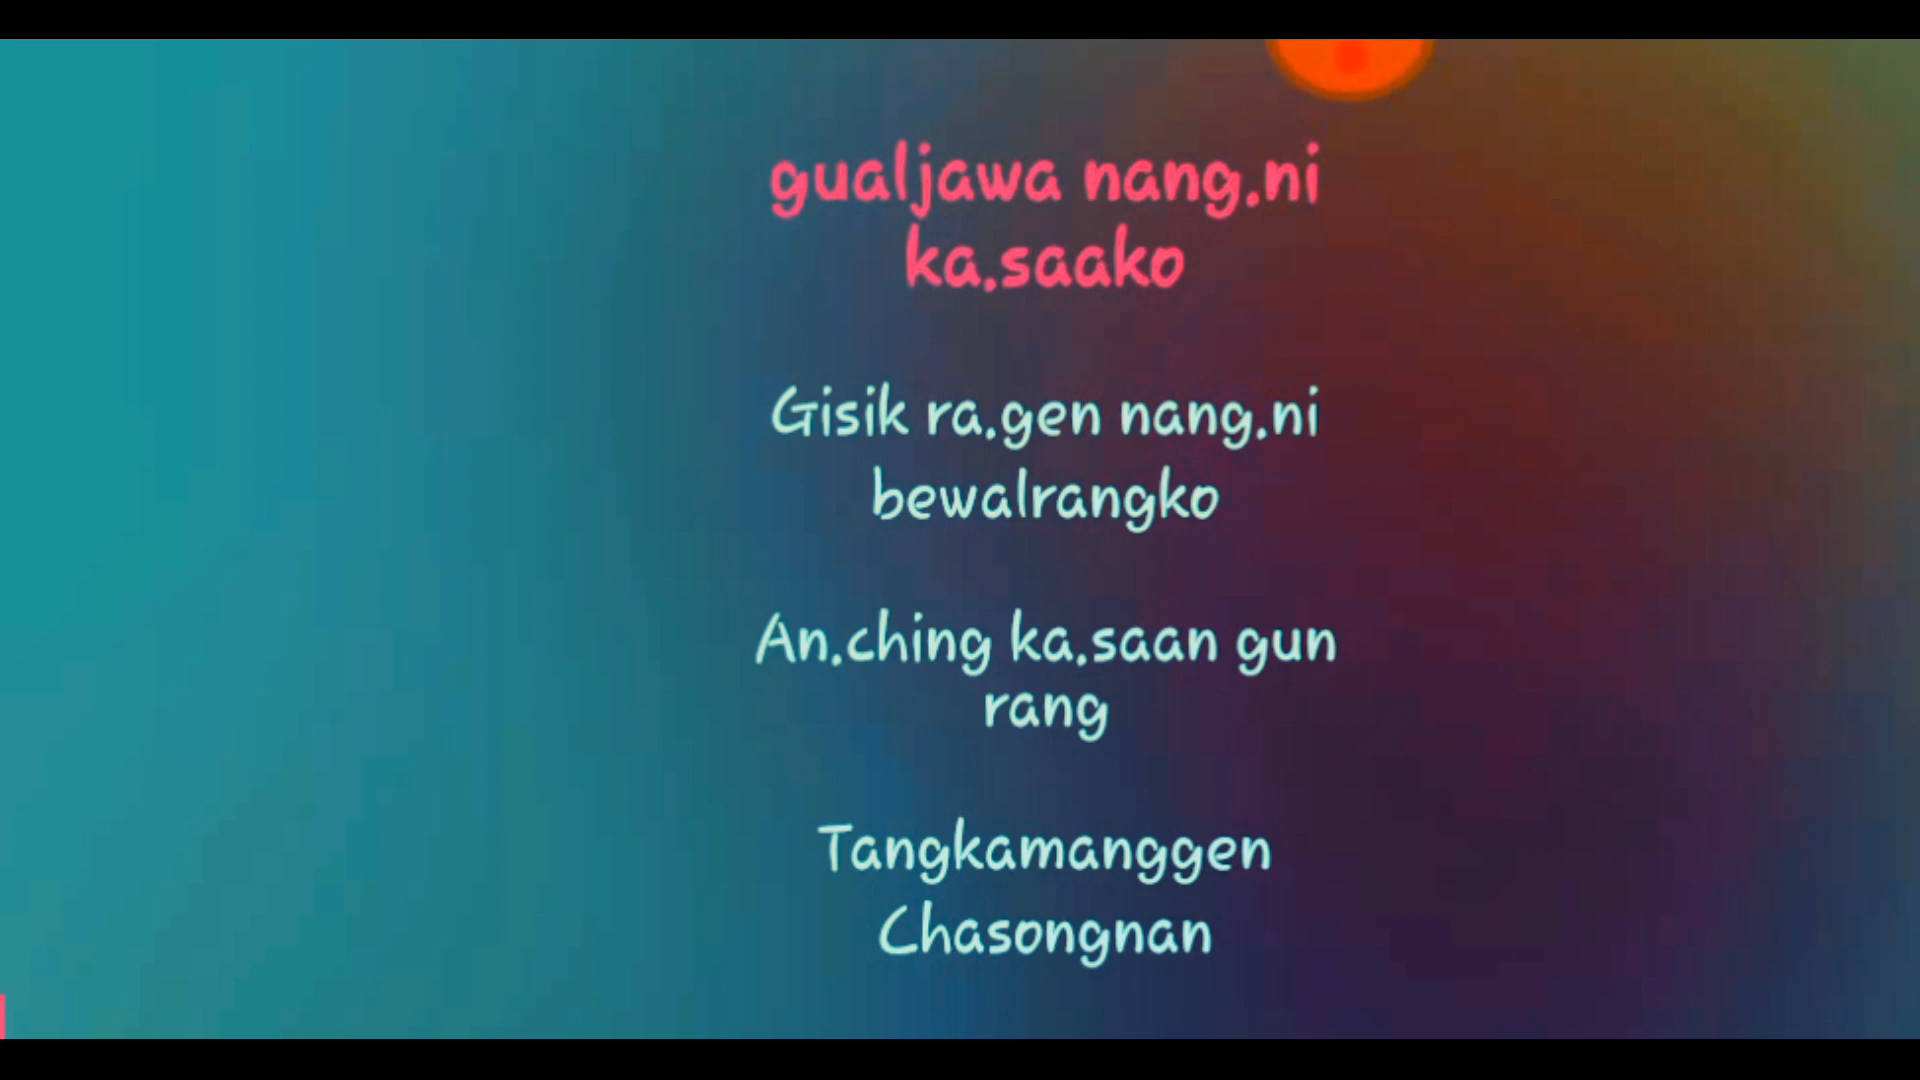 gualjawa nang.ni
ka.saako
Gisik ra.gen nang.ni
bewalrangko
An.ching ka.saan gun
rang
Tangkamanggen
Chasongnan